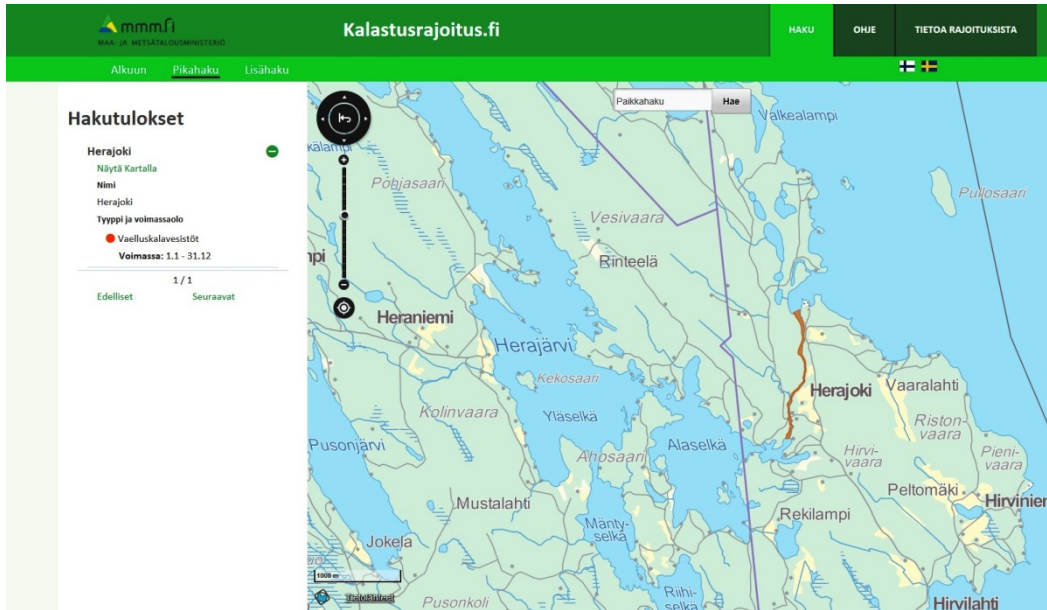 mmm.fi
MAA- JA METSÄTALOUSMINISTERIÖ
Kalastusrajoitus.fi
HAKU
OHJE
TIETOA RAJOITUKSISTA
Alkuun
Pikahaku
Lisähaku
Hakutulokset
Herajoki
Näytä Kartalla
Nimi
Herajoki
Tyyppi ja voimassaolo
Vaelluskalavesistöt
Voimassa: 1.1 - 31.12
1 / 1
Edelliset
Seuraavat
Paikkahaku
Hae
Valkealampi
Pohjasaari
Pullosaari
Vesivaara
Rinteelä
Heraniemi
Herajärvi
Kekosaari
Herajoki
Vaaralahti
Kolinvaara
Yläselkä
Riston-
vaara
Pusonjärvi
Ahosaari
Alaselkä
Hirvi-
vaara
Pieni-
vaara
Peltomäki
Mustalahti
Rekilampi
Mänty-
selkä
Jokela
1000 m
Tietolähteet
Pusonkoli
Riihi-
selkä
Hirvilahti